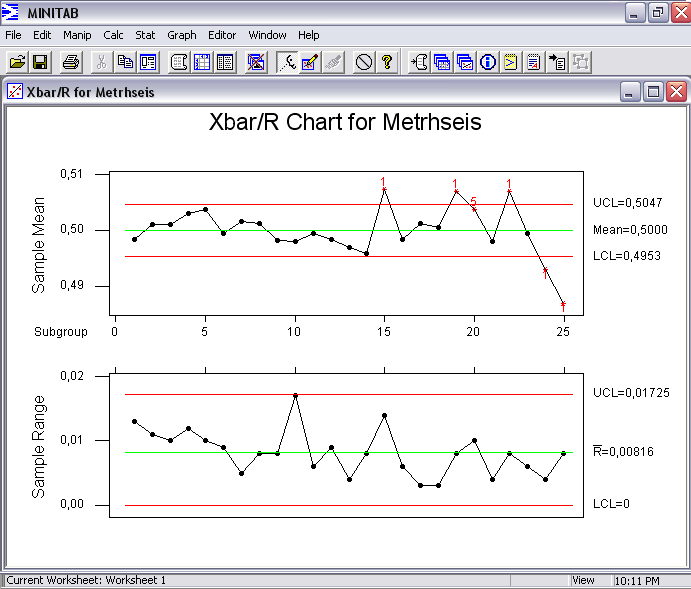 MINITAB
File Edit Manip Calc Stat Graph Editor Window Help
Xbar/R for Metrhseis
Xbar/R Chart for Metrhseis
Sample Mean
0,51
0,50
0,49
1
1
5
1
1
1
UCL=0,5047
Mean=0,5000
LCL=0,4953
Subgroup 0 5 10 15 20 25
Sample Range
0,02
0,01
0,00
UCL=0,01725
R=0,00816
LCL=0
Current Worksheet: Worksheet 1 View 10:11 PM